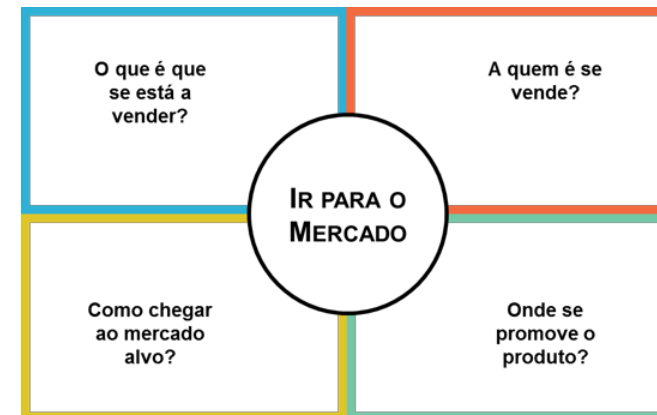 O que é que
se está a
vender?
A quem é se
vende?
IR PARA O
MERCADO
Como chegar
ao mercado
alvo?
Onde se
promove o
produto?